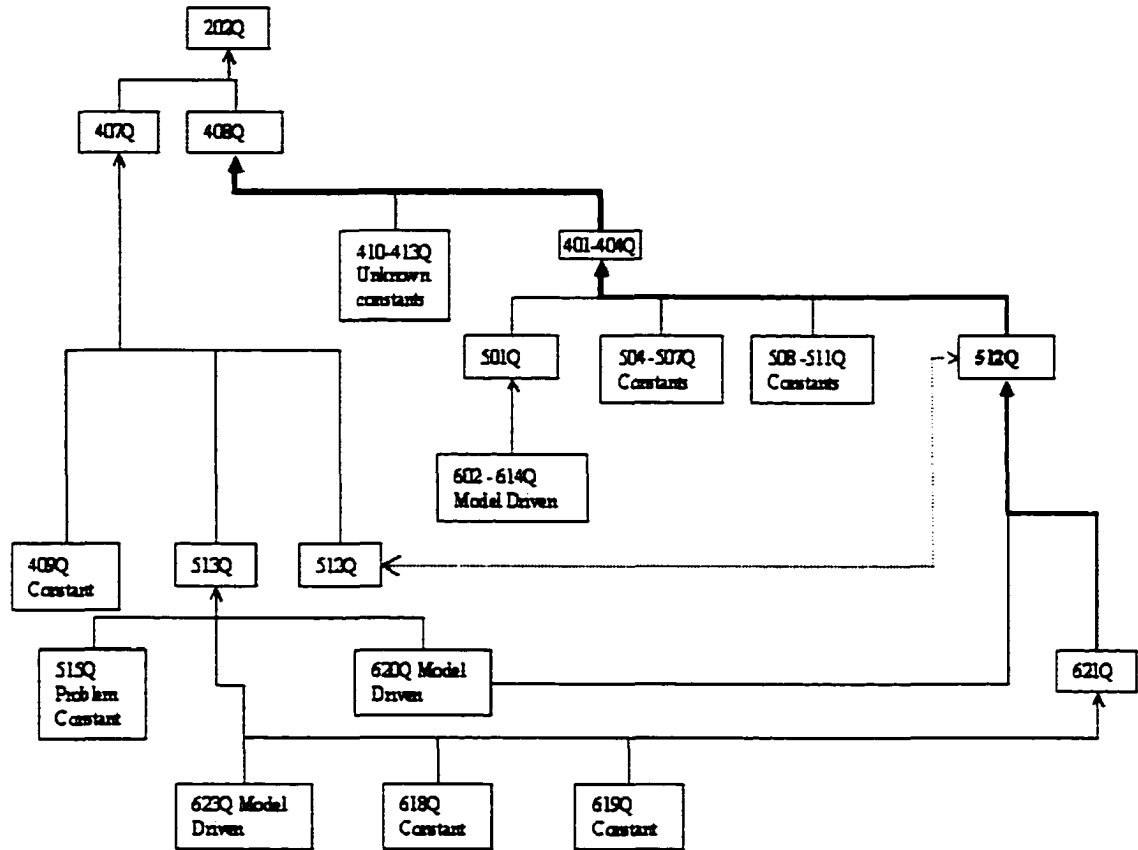 202Q
407Q
408Q
410-413Q
Unknown
constants
401-404Q
501Q
504 - 507Q
Constants
508 - 511Q
Constants
512Q
602 - 614Q
Model Driven
409Q
Constant
513Q
512Q
515Q
Problem
Constant
620Q Model
Driven
621Q
623Q Model
Driven
618Q
Constant
619Q
Constant